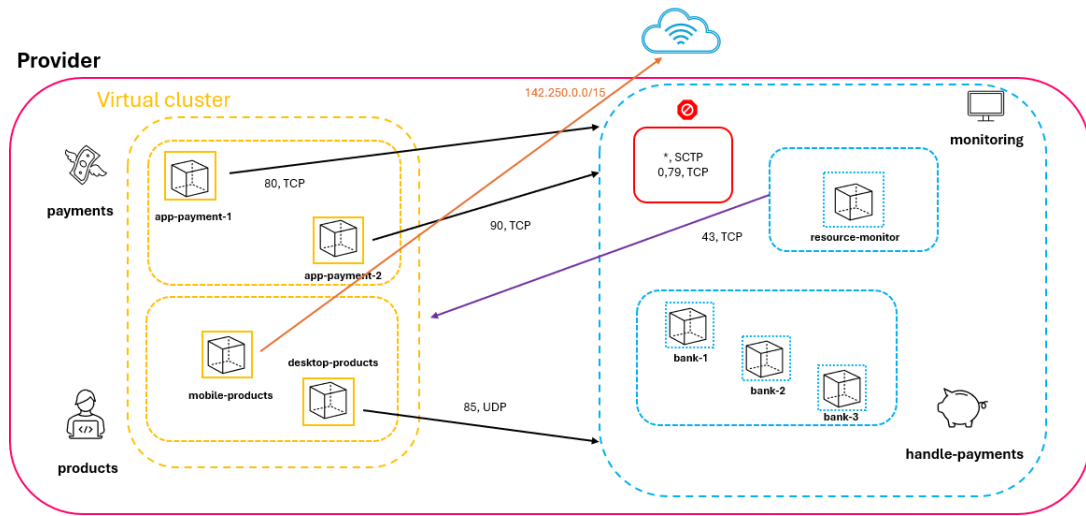 Provider
Virtual cluster
142.250.0.0/15
monitoring
payments
80, TCP
*, SCTP
0,79, TCP
app-payment-1
90, TCP
43, TCP
resource-monitor
app-payment-2
bank-1
desktop-products
mobile-products
bank-2
85, UDP
bank-3
products
handle-payments